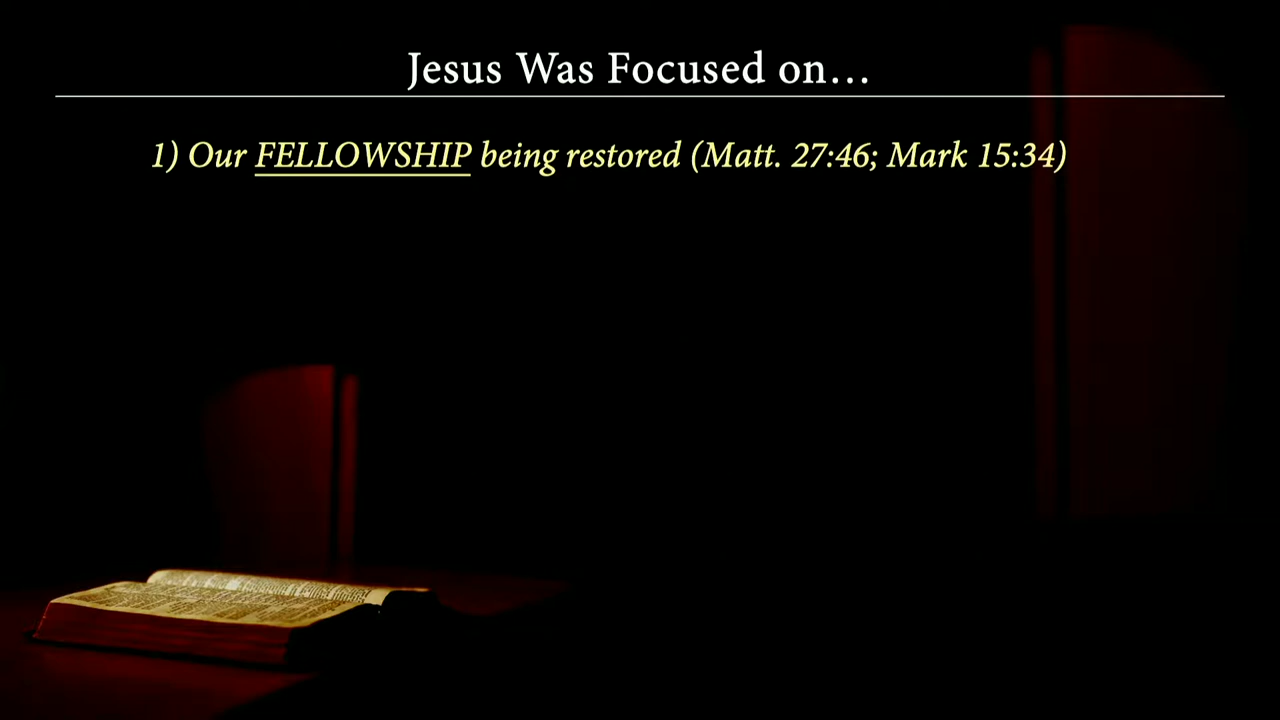 Jesus Was Focused on…
1) Our FELLOWSHIP being restored (Matt. 27:46; Mark 15:34)